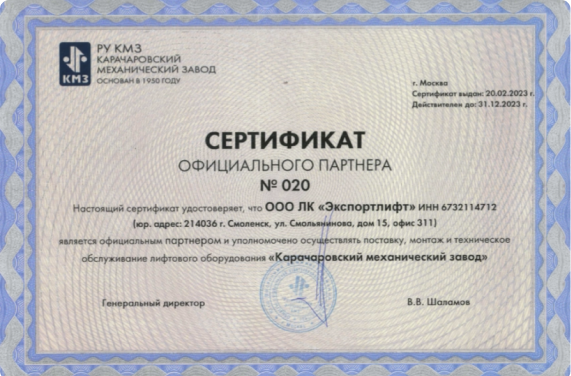 РУ КМЗ
КАРАЧАРОВСКИЙ
МЕХАНИЧЕСКИЙ ЗАВОД
ОСНОВАН В 1950 ГОДУ
КМЗ
г. Москва
Сертификат выдан: 20.02.2023 г.
Действителен до: 31.12.2023 г.
СЕРТИФИКАТ
ОФИЦИАЛЬНОГО ПАРТНЕРА
№ 020
Настоящий сертификат удостоверяет, что ООО ЛК «Экспортлифт» ИНН 6732114712
(юр. адрес: 214036 г. Смоленск, ул. Смольянинова, дом 15, офис 311)
является официальным партнером и уполномочено осуществлять поставку, монтаж и техническое
обслуживание лифтового оборудования «Карачаровский механический завод»
Генеральный директор
В.В. Шаламов